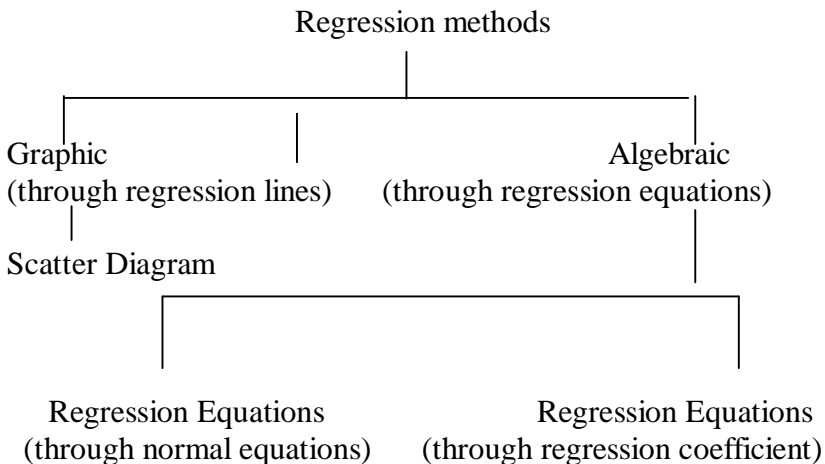 Regression methods
Graphic
(through regression lines)
Algebraic
(through regression equations)
Scatter Diagram
Regression Equations
(through normal equations)
Regression Equations
(through regression coefficient)